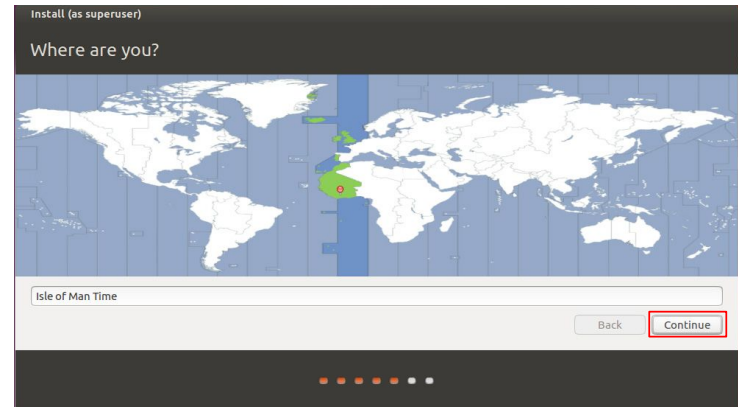 Install (as superuser)
Where are you?
Isle of Man Time
Back
Continue